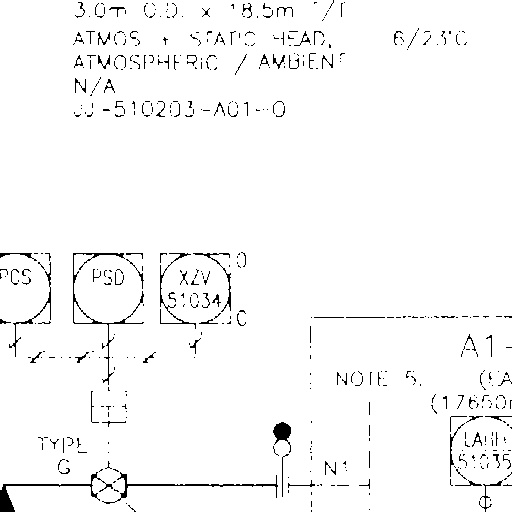 3.0m O.D. x 18.5m T/T
ATMOS + STATIC HEAD, 6/23°C
ATMOSPHERIC / AMBIENT
N/A
JJ-510203-A01-0
PCS
PSD
XZV
51034
O
C
A1-
NOTE 5.
(17650
TYPE
G
N1
LAHH
51035